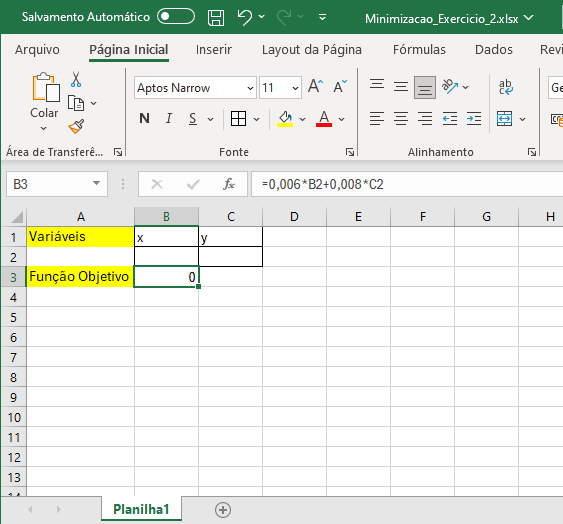 Salvamento Automático Minimizacao_Exercicio_2.xlsx
Arquivo Página Inicial Inserir Layout da Página Fórmulas Dados Revi
Colar Aptos Narrow 11 A A Ge
N I S A ab
Área de Transferê... Fonte Alinhamento
B3 fx =0,006*B2+0,008*C2
A B C D E F G H
1 Variáveis x y
2
3 Função Objetivo 0
4
5
6
7
8
9
10
11
12
13
14
Planilha1